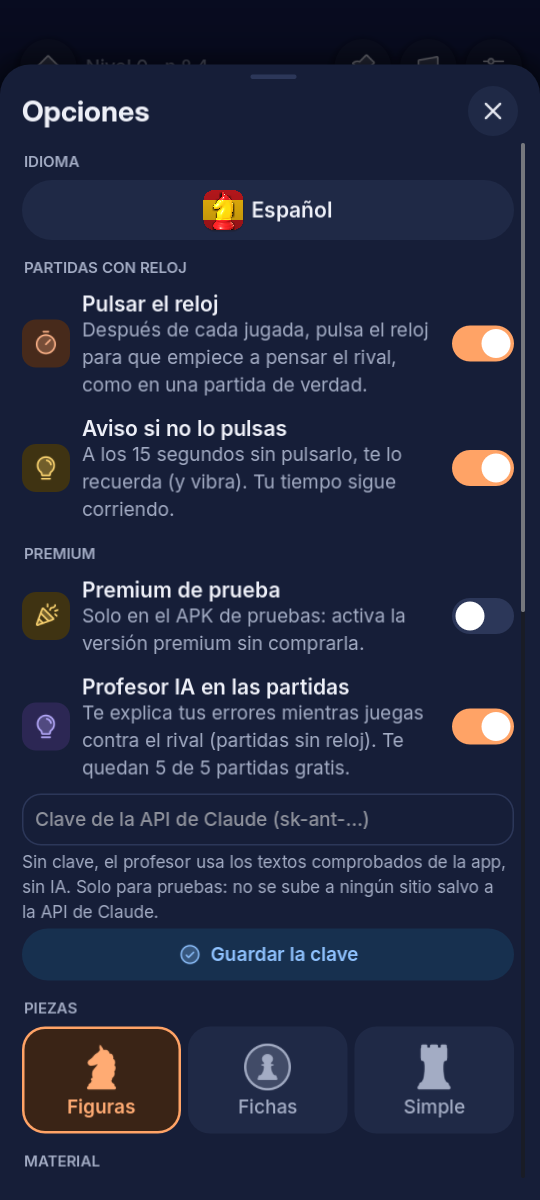 Opciones
IDIOMA
Español
PARTIDAS CON RELOJ
Pulsar el reloj
Después de cada jugada, pulsa el reloj
para que empiece a pensar el rival,
como en una partida de verdad.
Aviso si no lo pulsas
A los 15 segundos sin pulsarlo, te lo
recuerda (y vibra). Tu tiempo sigue
corriendo.
PREMIUM
Premium de prueba
Solo en el APK de pruebas: activa la
versión premium sin comprarla.
Profesor IA en las partidas
Te explica tus errores mientras juegas
contra el rival (partidas sin reloj). Te
quedan 5 de 5 partidas gratis.
Clave de la API de Claude (sk-ant-...)
Sin clave, el profesor usa los textos comprobados de la app,
sin IA. Solo para pruebas: no se sube a ningún sitio salvo a
la API de Claude.
Guardar la clave
PIEZAS
Figuras
Fichas
Simple
MATERIAL